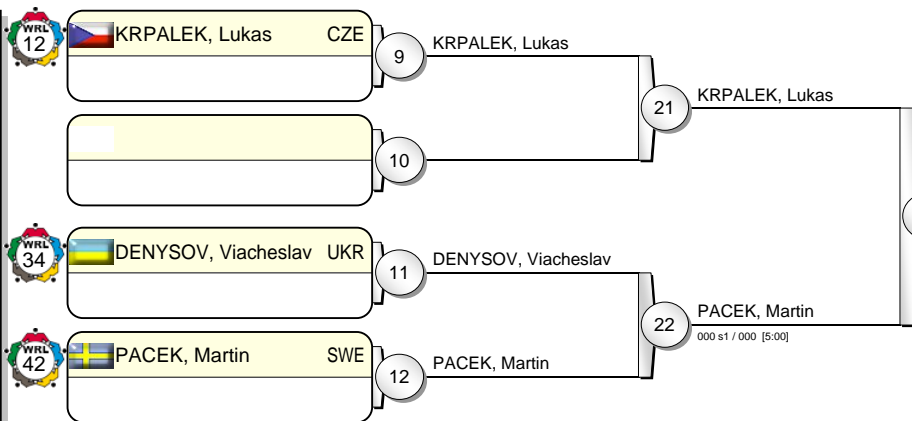 WRL
12
KRPALEK, Lukas CZE
9
KRPALEK, Lukas
21
KRPALEK, Lukas
10
WRL
34
DENYSOV, Viacheslav UKR
11
DENYSOV, Viacheslav
22
PACEK, Martin
000 s1 / 000 [5:00]
WRL
42
PACEK, Martin SWE
12
PACEK, Martin